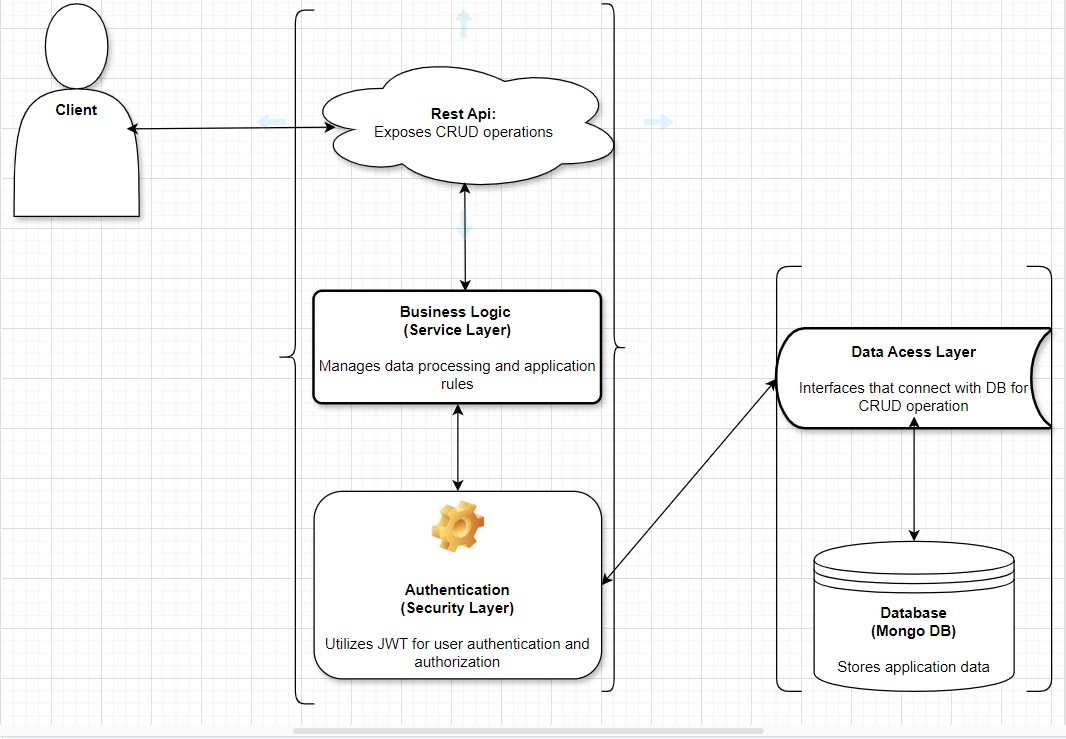 Client
Rest Api:
Exposes CRUD operations
Business Logic
(Service Layer)
Manages data processing and application
rules
Authentication
(Security Layer)
Utilizes JWT for user authentication and
authorization
Data Acess Layer
Interfaces that connect with DB for
CRUD operation
Database
(Mongo DB)
Stores application data